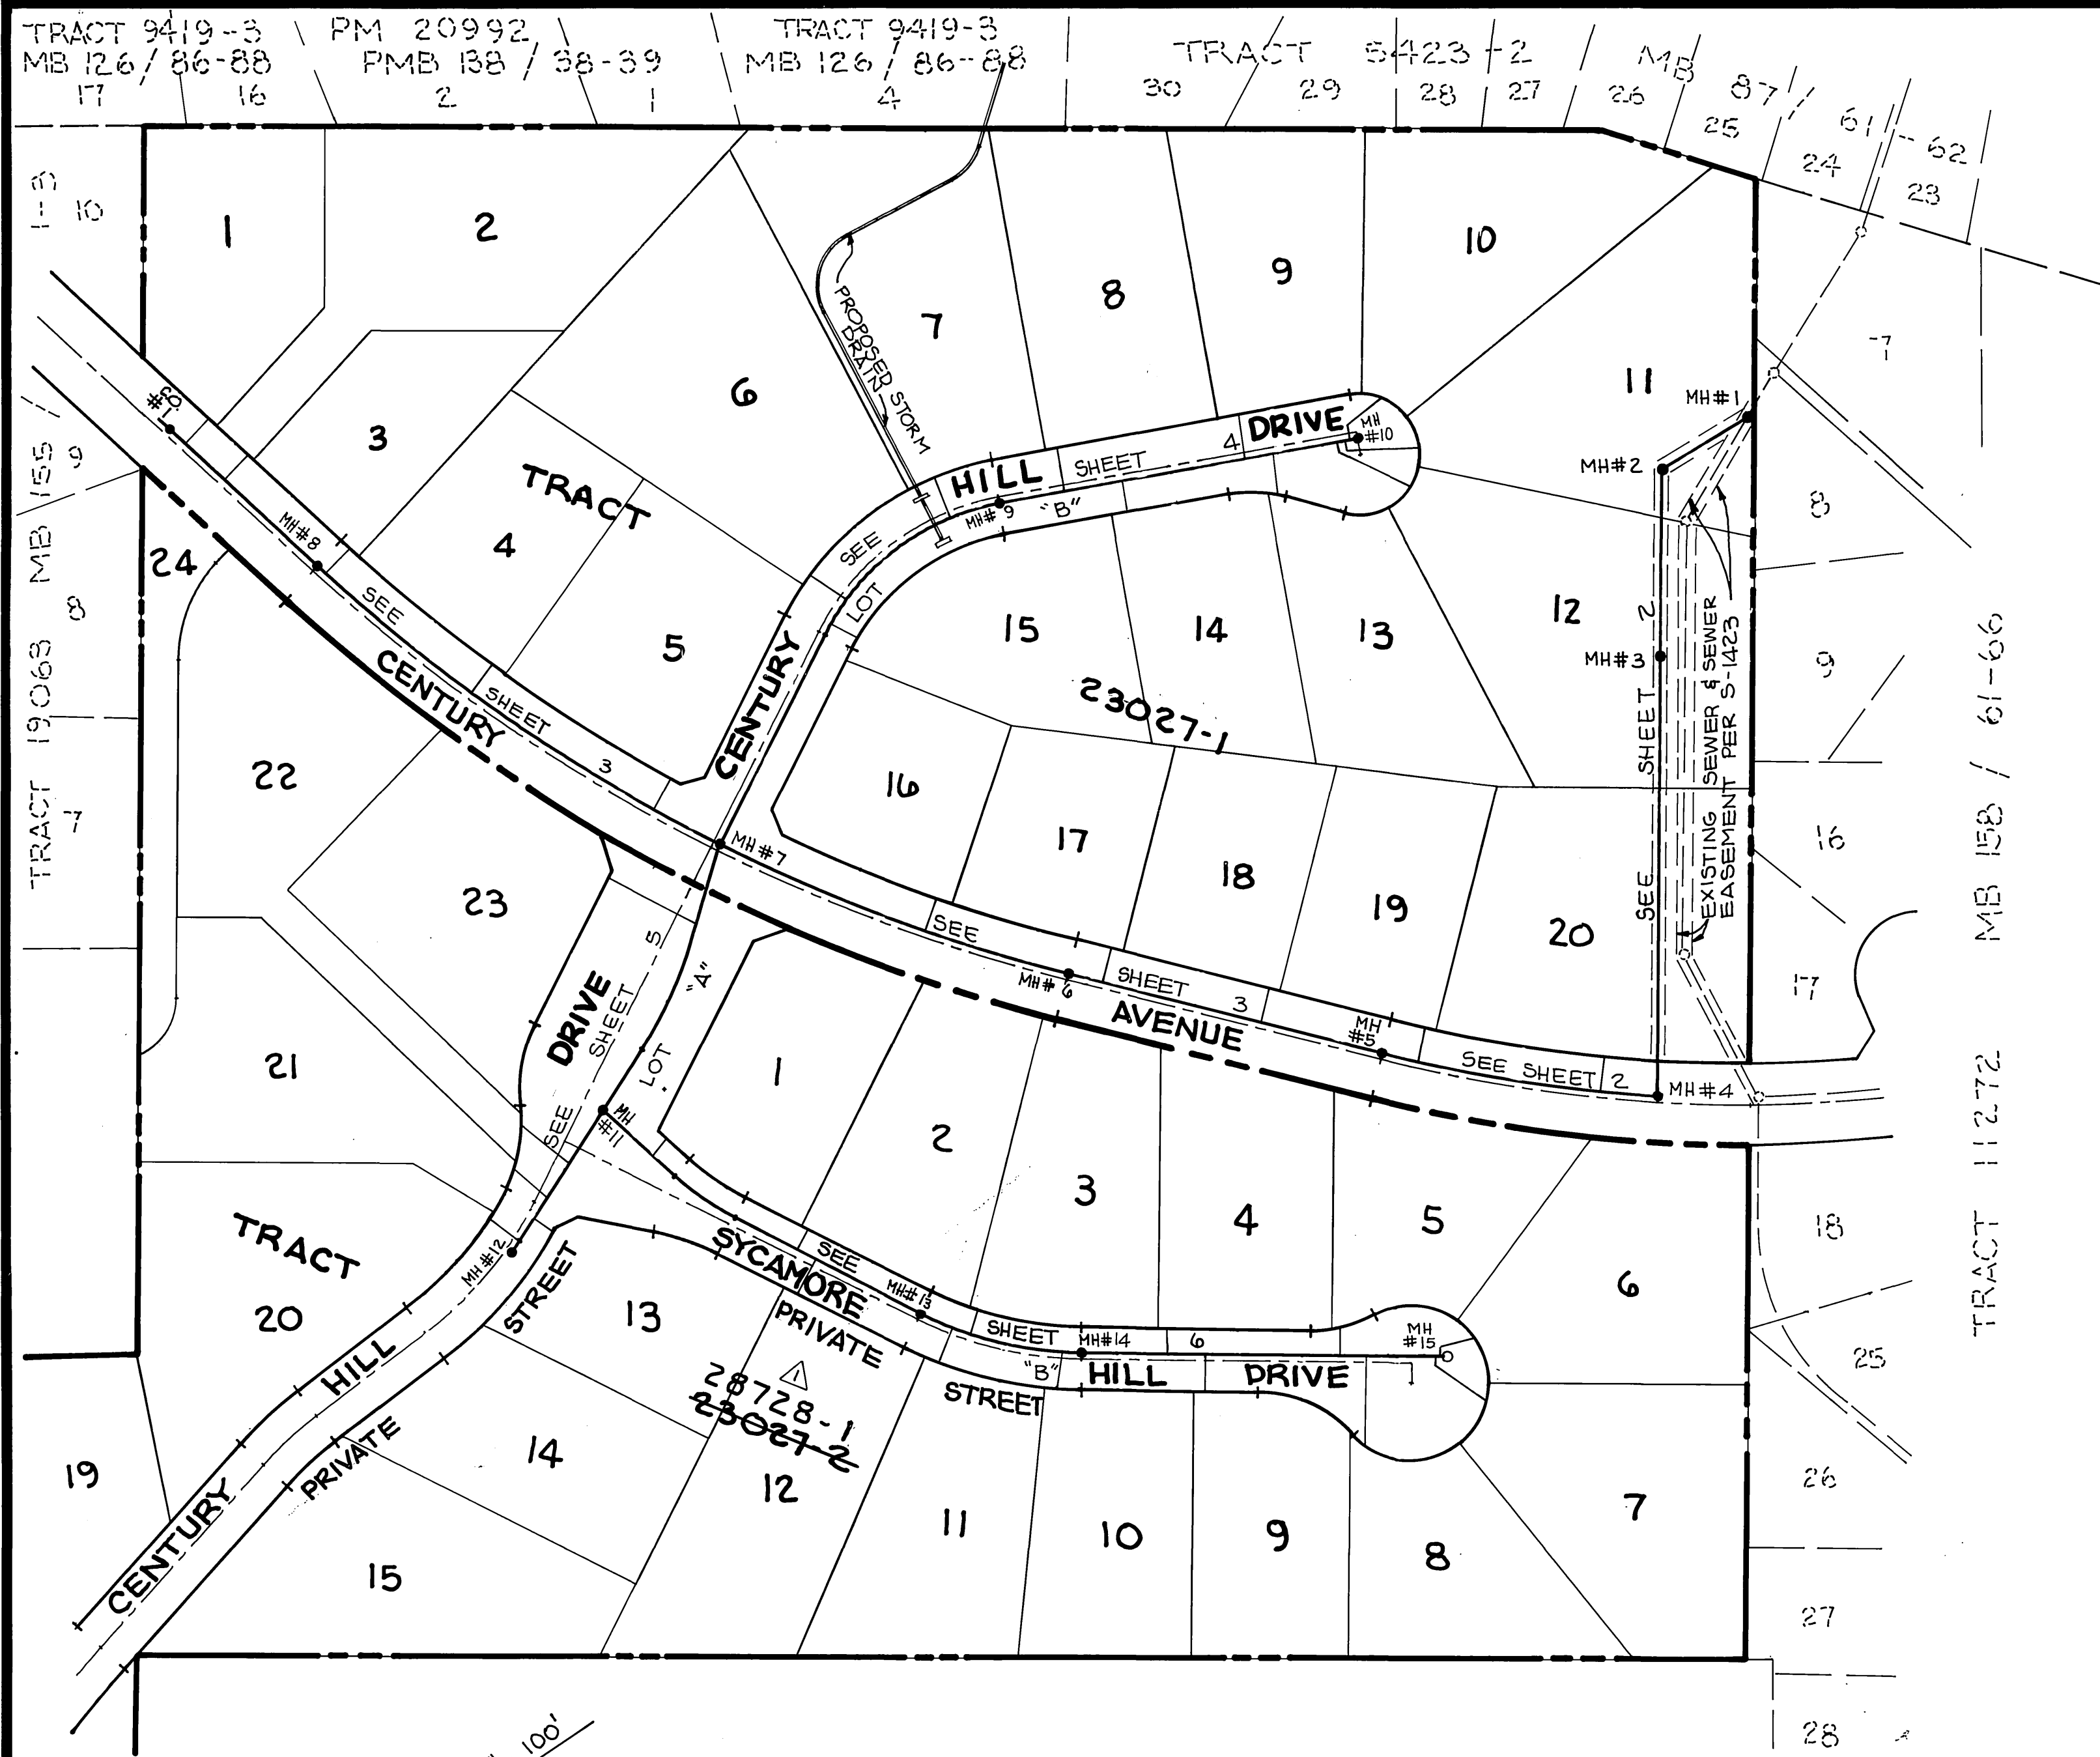 TRACT 9419-3
MB 126 / 86-88
17 16
PM 20992
PMB 138 / 38-39
2 1
TRACT 9419-3
MB 126 / 86-88
4
TRACT 5423-2
30 29 28 27 26
MB 87 / 61-62
25 24 23
10
1
2
10
9
8
7
6
PROPOSED STORM
DRAIN
11
7
MH#1
MH#2
3
C.O.
#1
HILL DRIVE
SEE SHEET 4
MH
#10
MH#9
LOT "B"
TRACT
4
5
MH#8
9
TRACT 19063 MB 155
8
7
24
SEE SHEET 3
CENTURY
CENTURY
15
14
13
12
MH#3
SEE SHEET 2
EXISTING SEWER & SEWER
EASEMENT PER S-1423
8
9
16
17
23027-1
22
16
17
18
19
20
MH#7
23
SEE SHEET 3
MH#6
AVENUE
MH
#5
SEE SHEET 2
MH#4
TRACT 11272 MB 158 / 61-66
DRIVE
SEE SHEET 5
LOT "A"
MH
#11
21
1
2
3
4
5
6
18
25
TRACT
20
MH#12
STREET
13
SYCAMORE
SEE SHEET 6
MH#13
PRIVATE
MH#14
MH
#15
"B"
HILL DRIVE
STREET
1
28728-1
23027-2
HILL
PRIVATE
CENTURY
19
14
15
12
11
10
9
8
7
26
27
28
100'